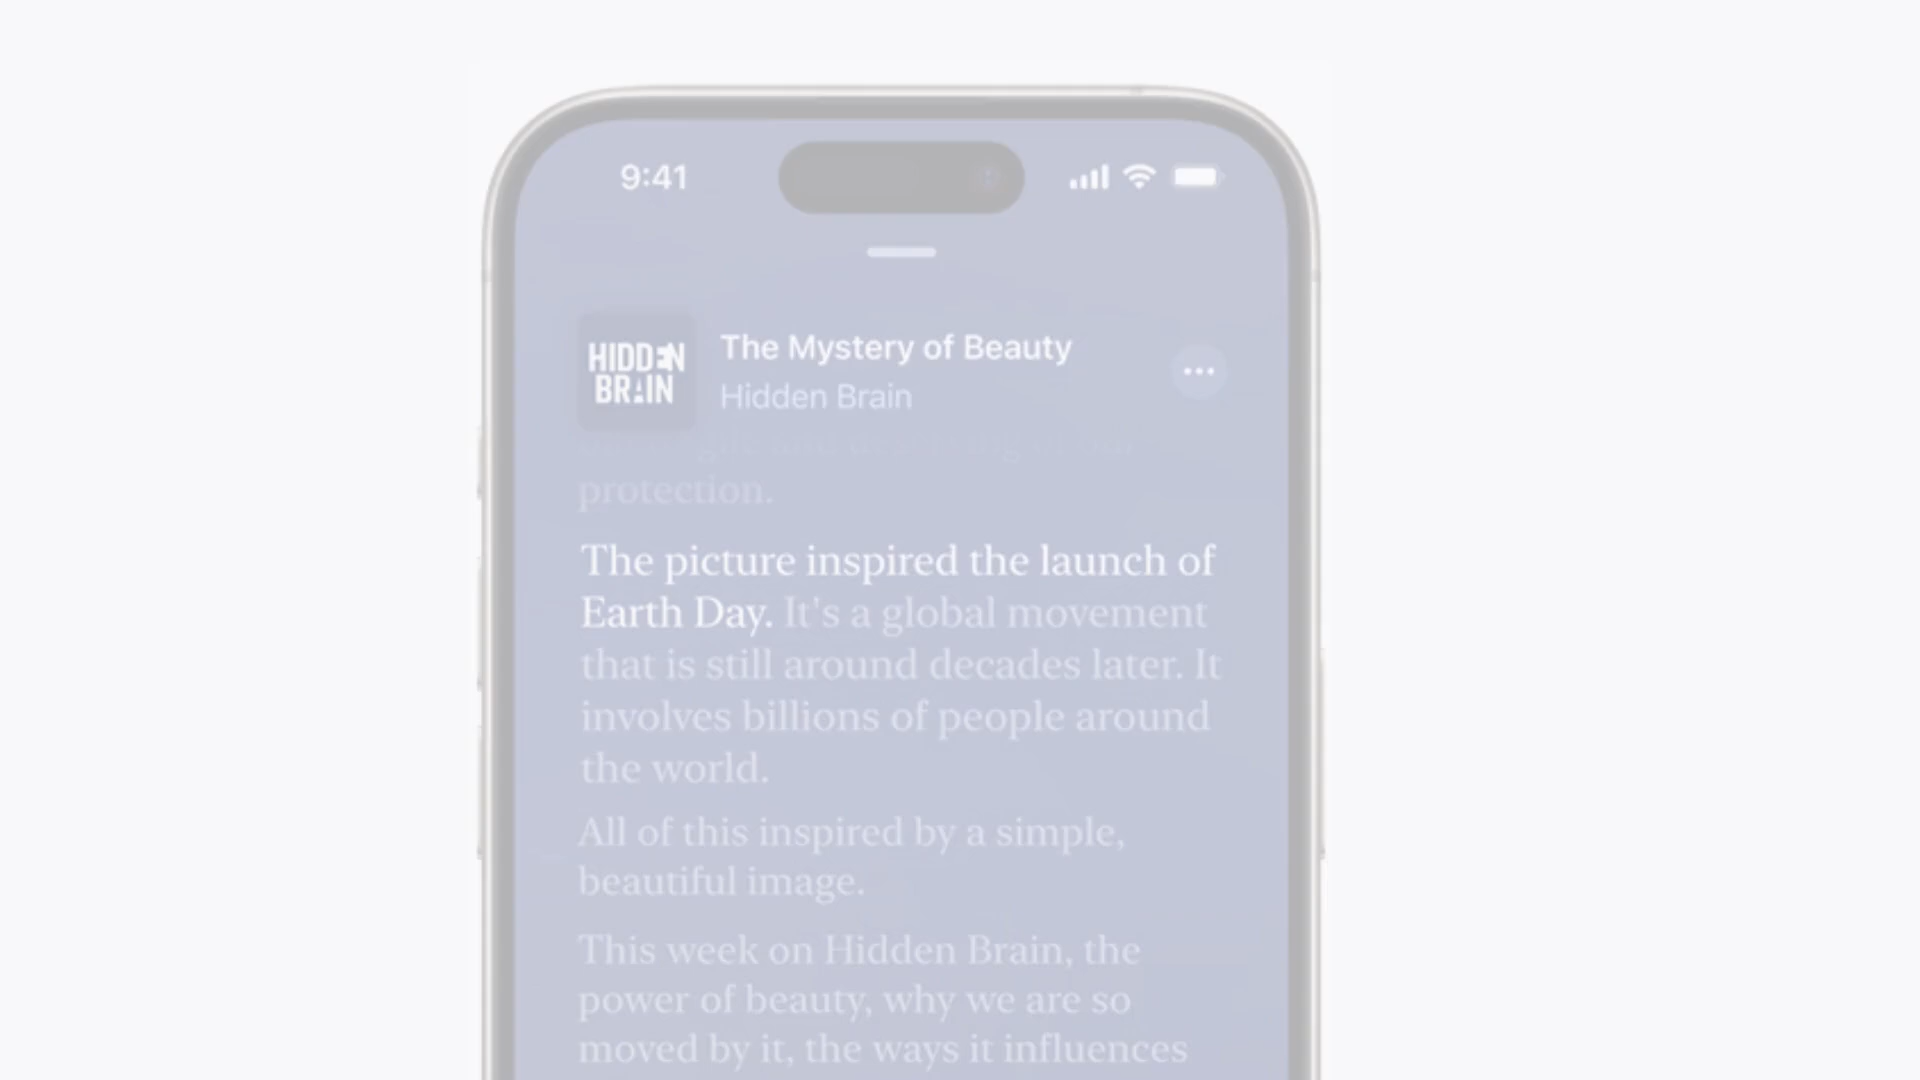 9:41
HIDDEN
BRAIN
The Mystery of Beauty
Hidden Brain
protection.
The picture inspired the launch of
Earth Day. It's a global movement
that is still around decades later. It
involves billions of people around
the world.
All of this inspired by a simple,
beautiful image.
This week on Hidden Brain, the
power of beauty, why we are so
moved by it, the ways it influences